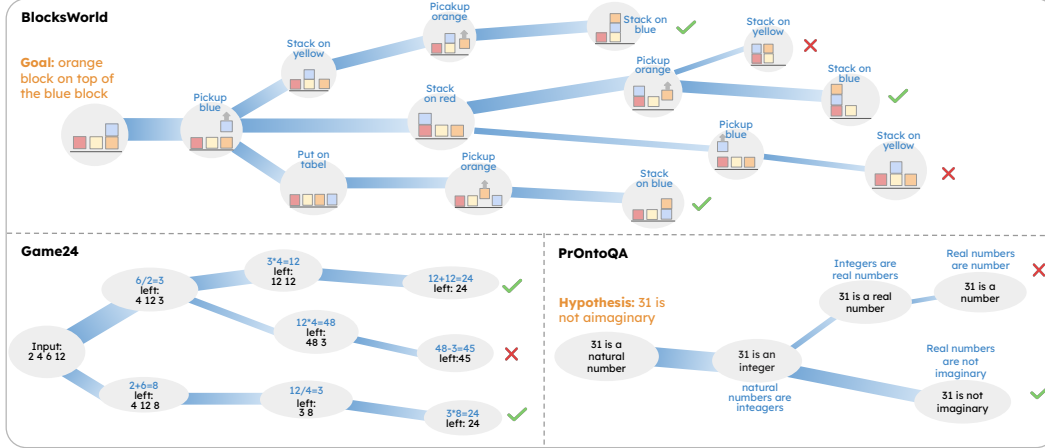 BlocksWorld
Goal: orange
block on top of
the blue block
Pickup
blue
Stack on
yellow
Picakup
orange
Stack on
blue
Stack
on red
Pickup
orange
Stack on
yellow
Stack on
blue
Pickup
blue
Stack on
yellow
Put on
tabel
Pickup
orange
Stack
on blue
Game24
Input:
2 4 6 12
6/2=3
left:
4 12 3
3*4=12
left:
12 12
12+12=24
left: 24
12*4=48
left:
48 3
48-3=45
left:45
2+6=8
left:
4 12 8
12/4=3
left:
3 8
3*8=24
left: 24
PrOntoQA
Hypothesis: 31 is
not aimaginary
31 is a
natural
number
31 is an
integer
natural
numbers are
inteagers
Integers are
real numbers
31 is a real
number
Real numbers
are number
31 is a
number
Real numbers
are not
imaginary
31 is not
imaginary